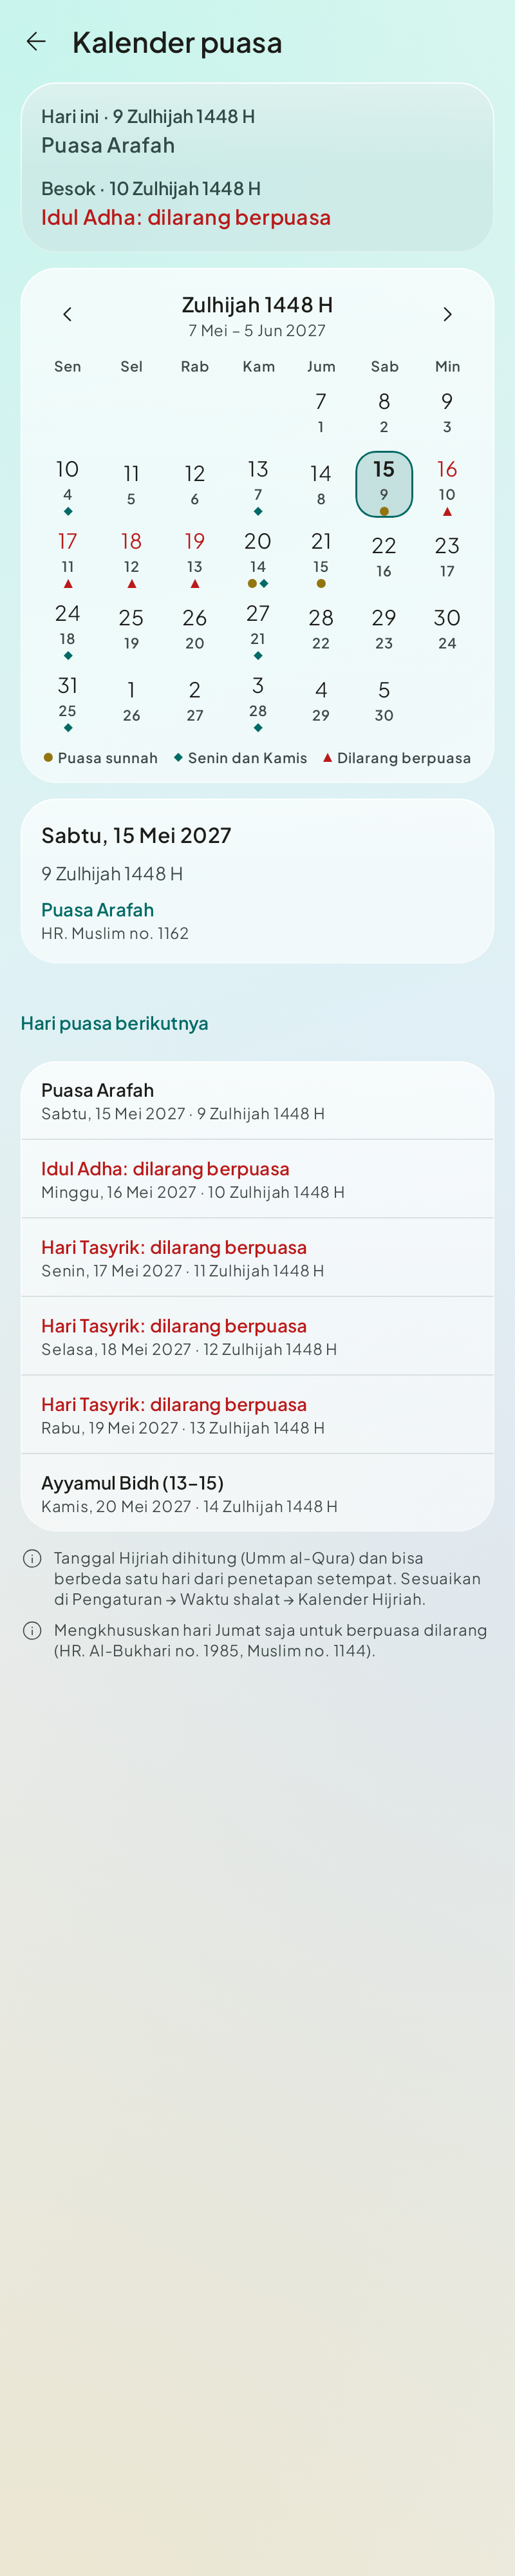 Kalender puasa
Hari ini · 9 Zulhijah 1448 H
Puasa Arafah
Besok · 10 Zulhijah 1448 H
Idul Adha: dilarang berpuasa
Zulhijah 1448 H
7 Mei – 5 Jun 2027
Sen Sel Rab Kam Jum Sab Min
7 8 9
1 2 3
10 11 12 13 14 15 16
4 5 6 7 8 9 10
17 18 19 20 21 22 23
11 12 13 14 15 16 17
24 25 26 27 28 29 30
18 19 20 21 22 23 24
31 1 2 3 4 5
25 26 27 28 29 30
Puasa sunnah Senin dan Kamis Dilarang berpuasa
Sabtu, 15 Mei 2027
9 Zulhijah 1448 H
Puasa Arafah
HR. Muslim no. 1162
Hari puasa berikutnya
Puasa Arafah
Sabtu, 15 Mei 2027 · 9 Zulhijah 1448 H
Idul Adha: dilarang berpuasa
Minggu, 16 Mei 2027 · 10 Zulhijah 1448 H
Hari Tasyrik: dilarang berpuasa
Senin, 17 Mei 2027 · 11 Zulhijah 1448 H
Hari Tasyrik: dilarang berpuasa
Selasa, 18 Mei 2027 · 12 Zulhijah 1448 H
Hari Tasyrik: dilarang berpuasa
Rabu, 19 Mei 2027 · 13 Zulhijah 1448 H
Ayyamul Bidh (13–15)
Kamis, 20 Mei 2027 · 14 Zulhijah 1448 H
Tanggal Hijriah dihitung (Umm al-Qura) dan bisa
berbeda satu hari dari penetapan setempat. Sesuaikan
di Pengaturan → Waktu shalat → Kalender Hijriah.
Mengkhususkan hari Jumat saja untuk berpuasa dilarang
(HR. Al-Bukhari no. 1985, Muslim no. 1144).